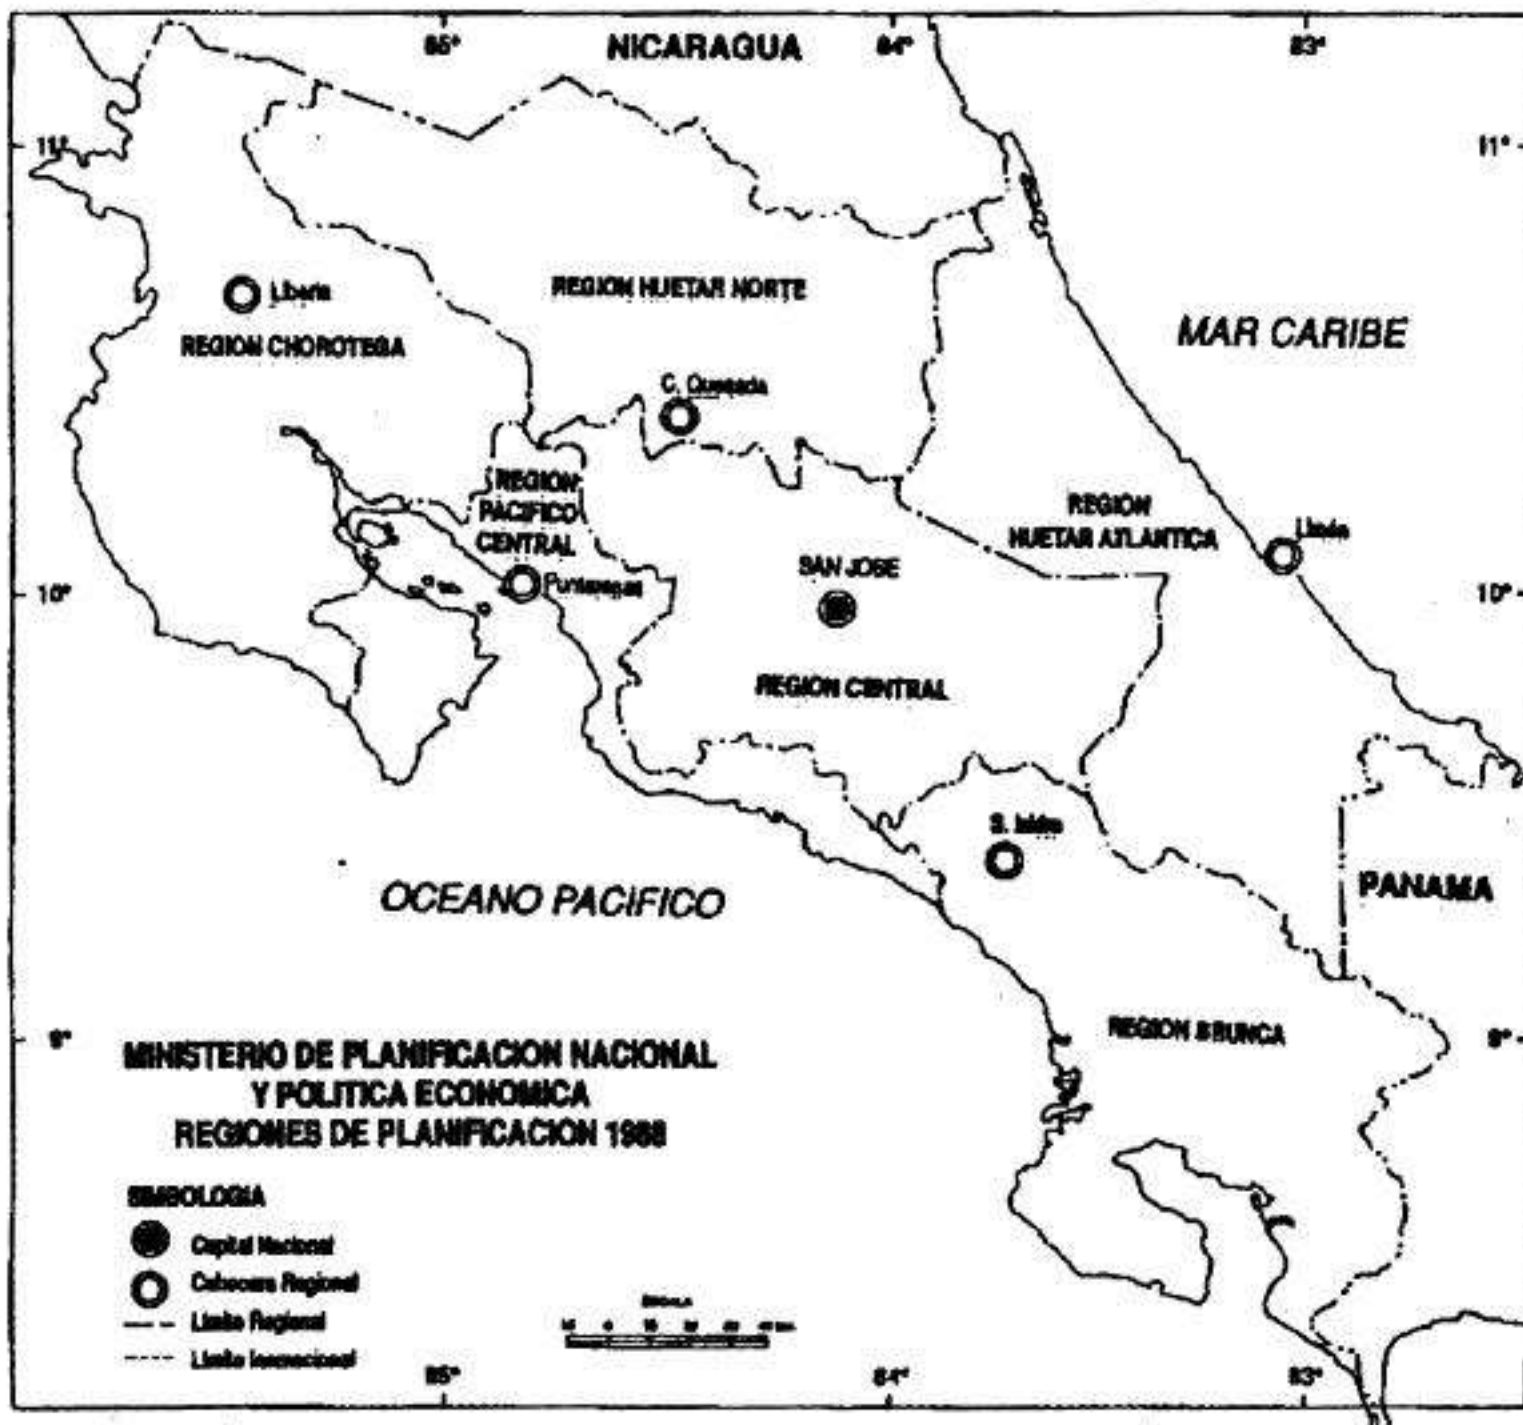 85°
NICARAGUA
84°
83°
11°
11°
Liberia
REGION HUETAR NORTE
MAR CARIBE
REGION CHOROTEGA
C. Quesada
REGION
PACIFICO
CENTRAL
REGION
HUETAR ATLANTICA
Limón
SAN JOSE
Puntarenas
10°
10°
REGION CENTRAL
S. Isidro
PANAMA
OCEANO PACIFICO
REGION BRUNCA
9°
9°
MINISTERIO DE PLANIFICACION NACIONAL
Y POLITICA ECONOMICA
REGIONES DE PLANIFICACION 1988
SIMBOLOGIA
Capital Nacional
Cabecera Regional
Limite Regional
Limite Internacional
ESCALA
85°
84°
83°